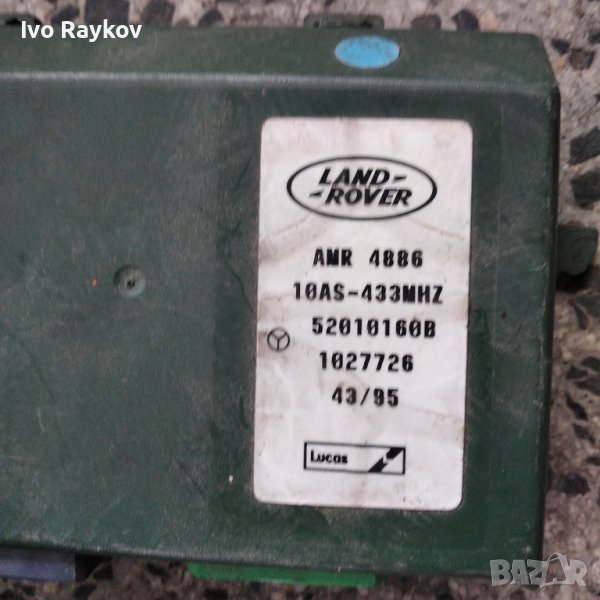 Ivo Raykov
LAND-
-ROVER
AMR 4886
10AS-433MHZ
52010160B
1027726
43/95
Lucas
BAZAR